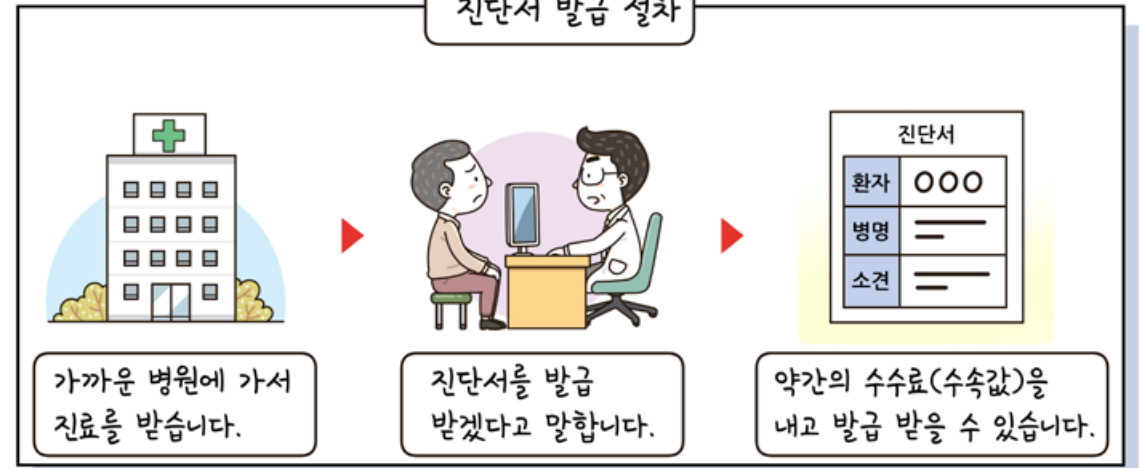 진단서 발급 절차
진단서
환자 OOO
병명
소견
가까운 병원에 가서
진료를 받습니다.
진단서를 발급
받겠다고 말합니다.
약간의 수수료(수속값)을
내고 발급 받을 수 있습니다.